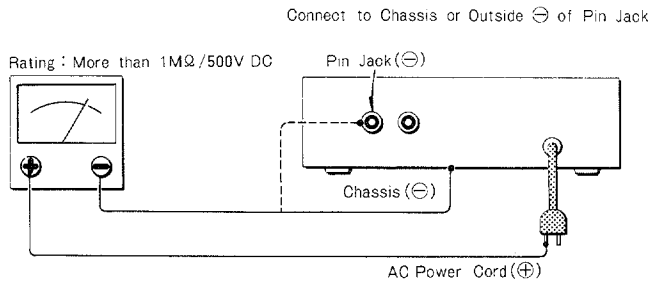 Connect to Chassis or Outside ⊖ of Pin Jack
Rating : More than 1MΩ/500V DC
Pin Jack(⊖)
Chassis(⊖)
AC Power Cord(⊕)